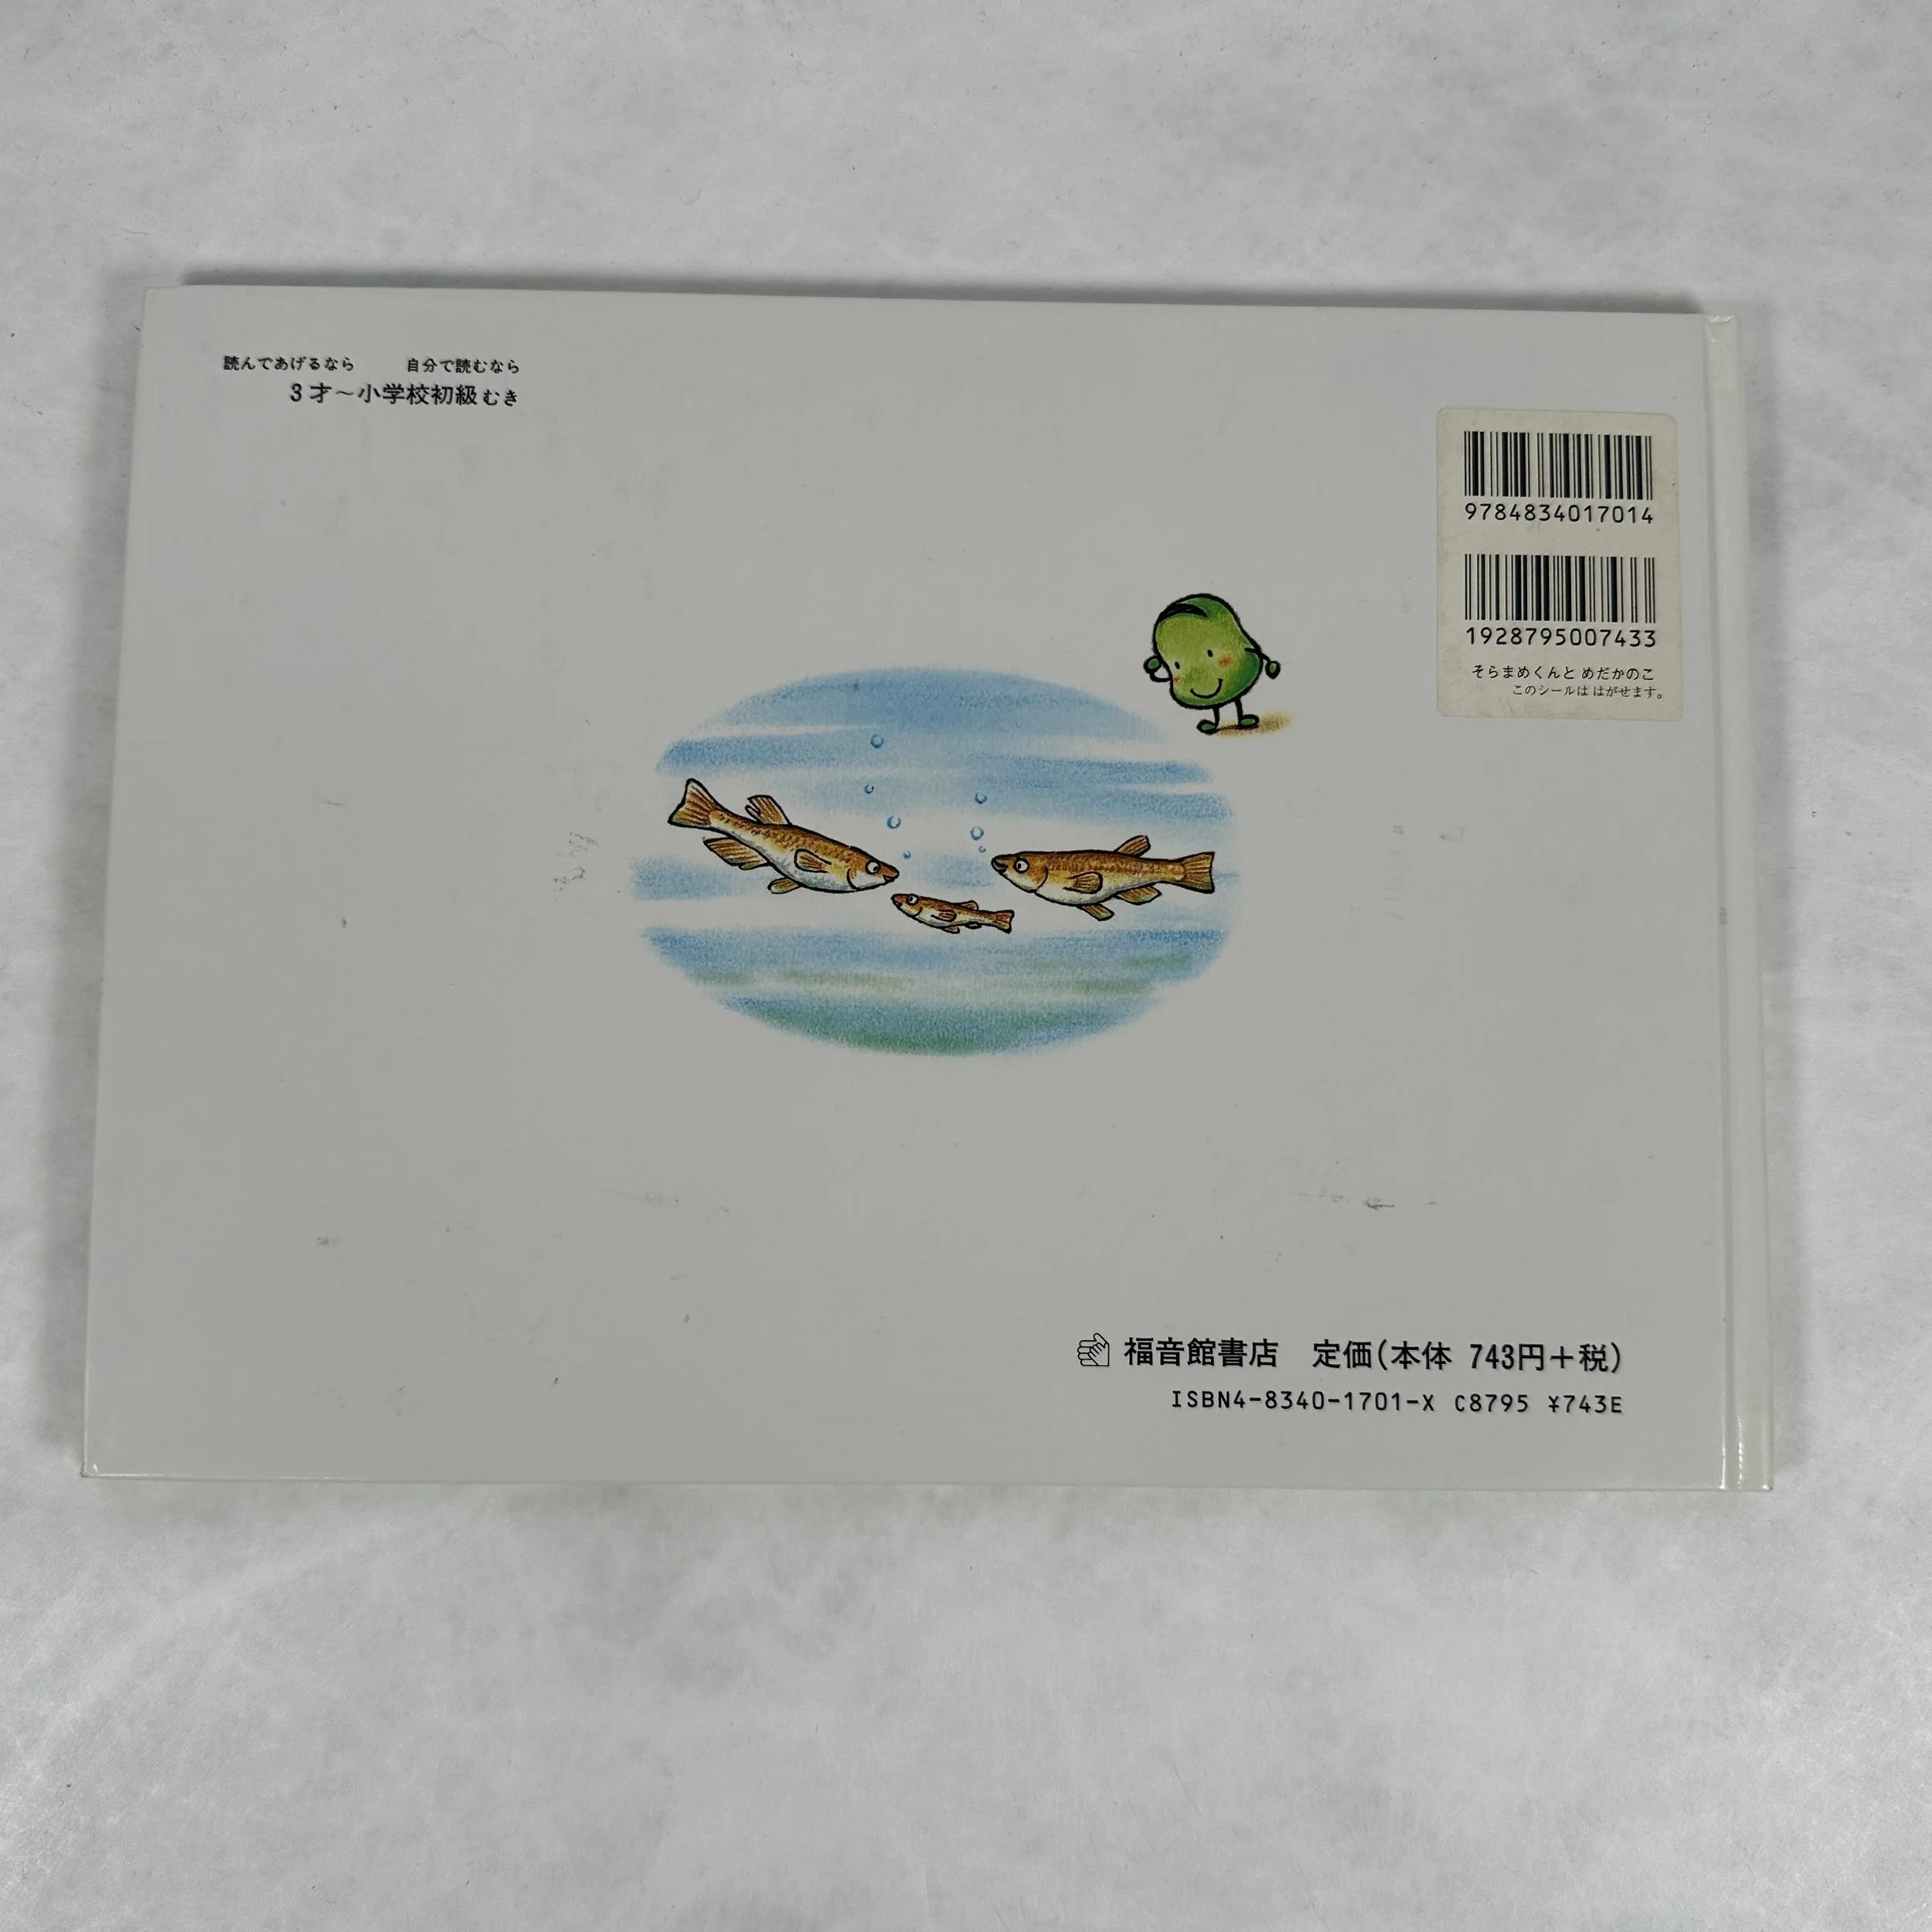 読んであげるなら　自分で読むなら
3才～小学校初級むき
9784834017014
1928795007433
そらまめくんと めだかのこ
このシールは はがせます。
福音館書店　定価(本体 743円+税)
ISBN4-8340-1701-X C8795 ¥743E